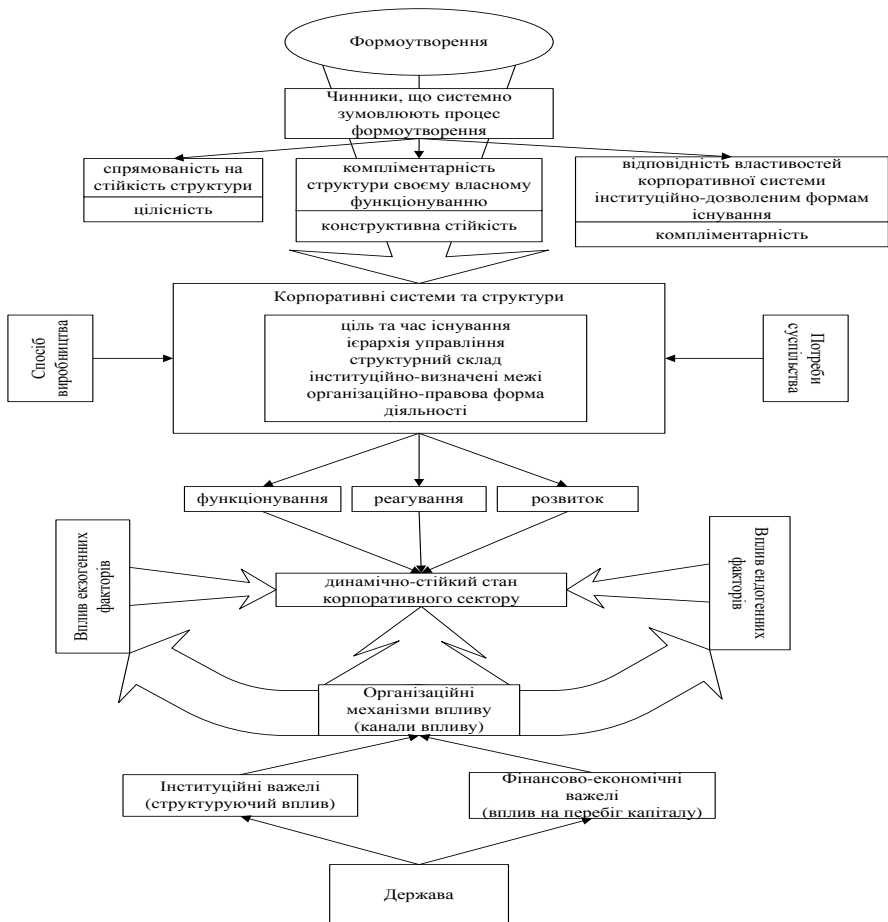 Формоутворення
Чинники, що системно
зумовлюють процес
формоутворення
спрямованість на
стійкість структури
цілісність
компліментарність
структури своєму власному
функціонуванню
конструктивна стійкість
відповідність властивостей
корпоративної системи
інституційно-дозволеним формам
існування
компліментарність
Корпоративні системи та структури
ціль та час існування
ієрархія управління
структурний склад
інституційно-визначені межі
організаційно-правова форма
діяльності
Спосіб
виробництва
Потреби
суспільства
функціонування
реагування
розвиток
Вплив екзогенних
факторів
динамічно-стійкий стан
корпоративного сектору
Вплив ендогенних
факторів
Організаційні
механізми впливу
(канали впливу)
Інституційні важелі
(структуруючий вплив)
Фінансово-економічні
важелі
(вплив на перебіг капіталу)
Держава